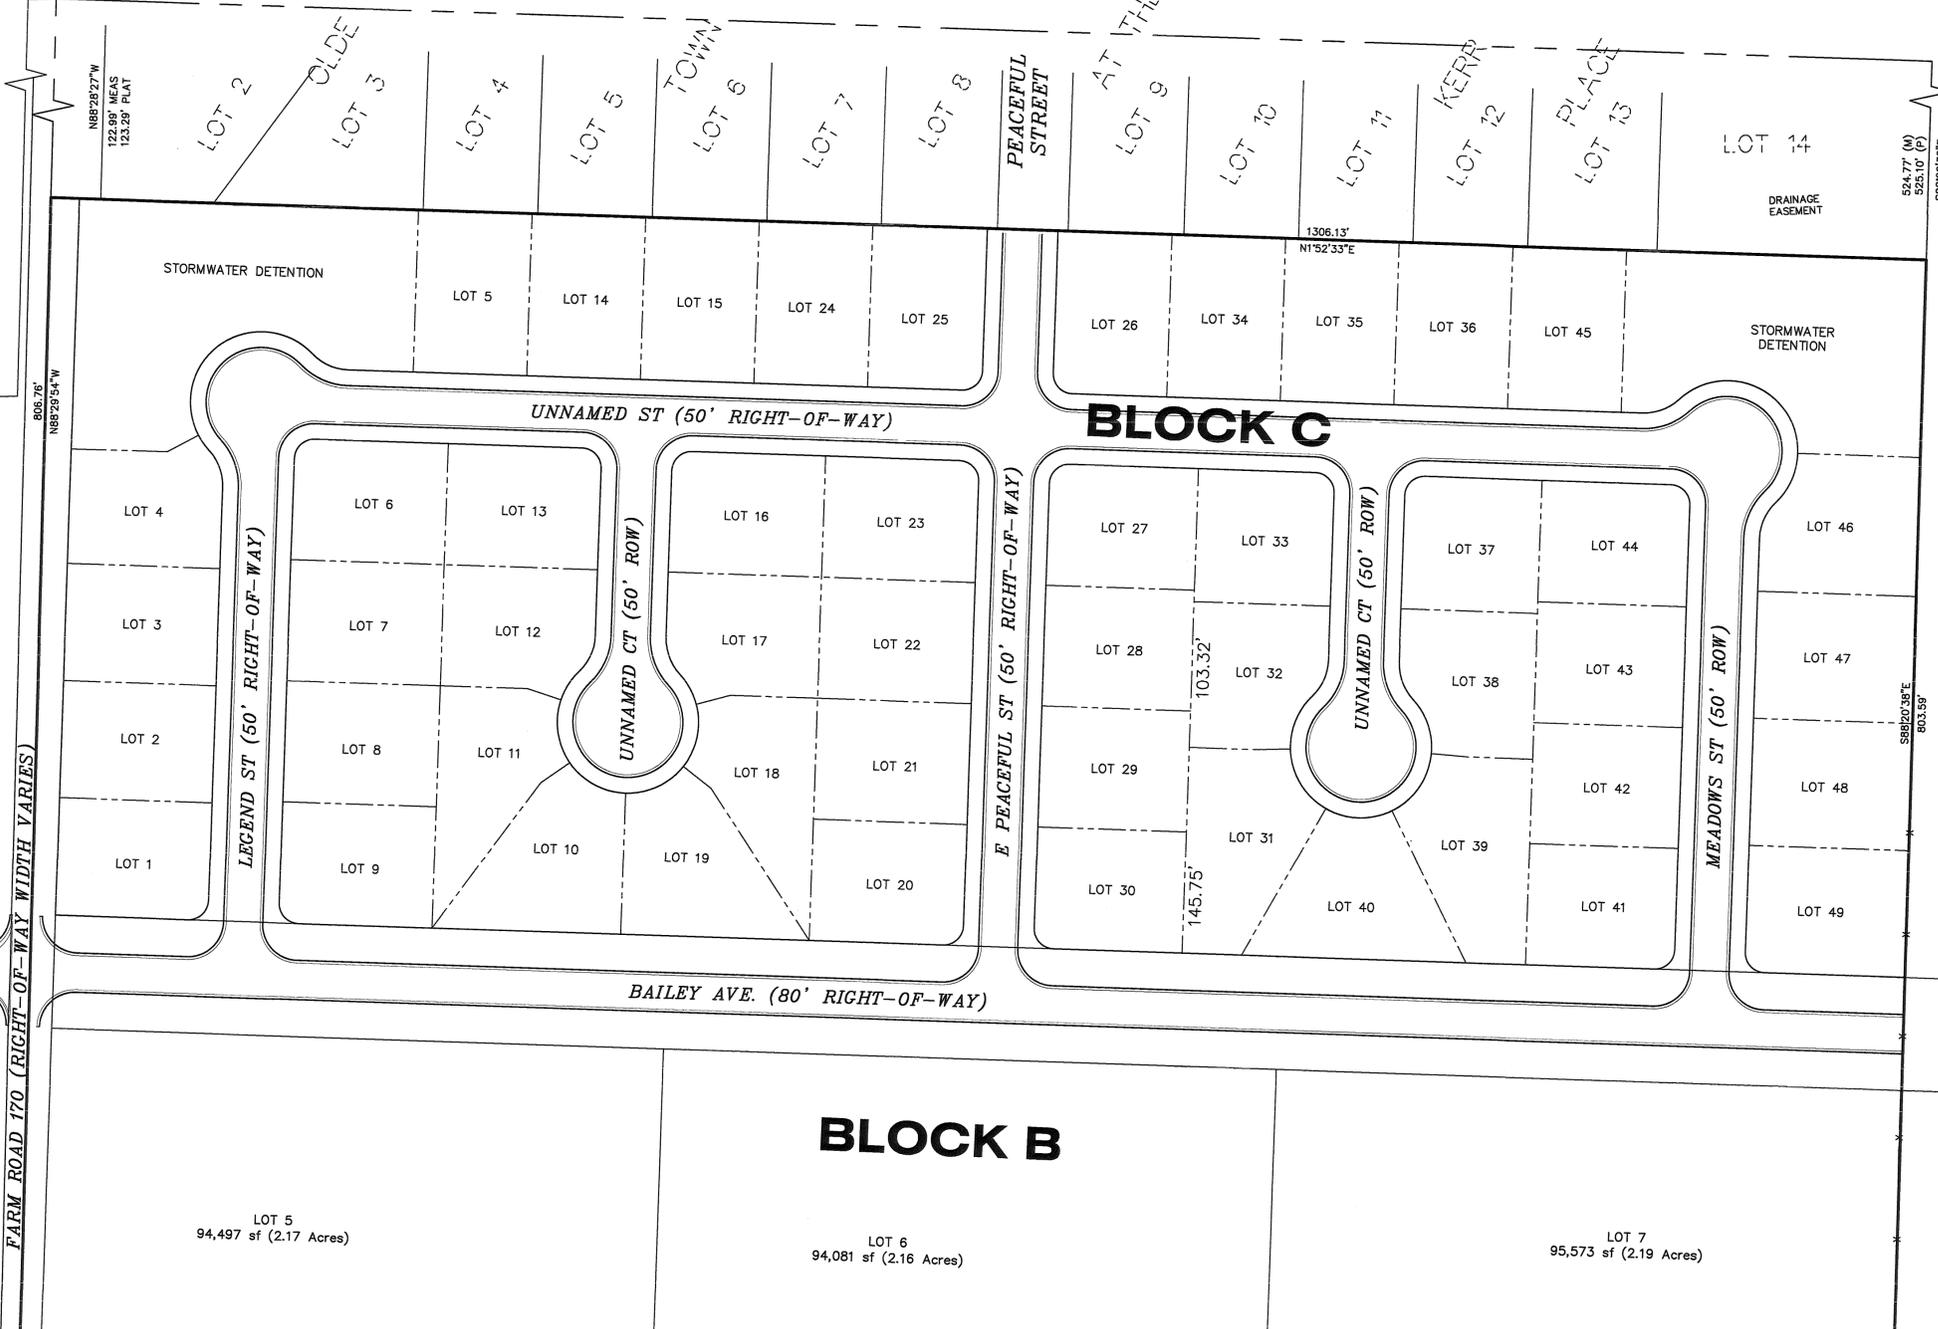 N88°28'27"W
122.99' MEAS
123.29' PLAT
LOT 2
OLDE
LOT 3
LOT 4
LOT 5
TOWN
LOT 6
LOT 7
LOT 8
PEACEFUL
STREET
AT THE
LOT 9
LOT 10
LOT 11
KERR
LOT 12
PLACE
LOT 13
LOT 14
DRAINAGE
EASEMENT
524.77' (M)
525.10' (P)
1306.13'
N1°52'33"E
STORMWATER DETENTION
LOT 5
LOT 14
LOT 15
LOT 24
LOT 25
LOT 26
LOT 34
LOT 35
LOT 36
LOT 45
STORMWATER
DETENTION
806.76'
N88°29'54"W
UNNAMED ST (50' RIGHT-OF-WAY)
BLOCK C
LOT 4
LOT 6
LOT 13
LOT 16
LOT 23
LOT 27
LOT 33
LOT 37
LOT 44
LOT 46
LOT 3
LOT 7
LOT 12
LOT 17
LOT 22
LOT 28
LOT 32
LOT 38
LOT 43
LOT 47
103.32'
LEGEND ST (50' RIGHT-OF-WAY)
UNNAMED CT (50' ROW)
E PEACEFUL ST (50' RIGHT-OF-WAY)
UNNAMED CT (50' ROW)
MEADOWS ST (50' ROW)
S88°20'38"E
803.59'
LOT 2
LOT 8
LOT 11
LOT 18
LOT 21
LOT 29
LOT 42
LOT 48
LOT 1
LOT 9
LOT 10
LOT 19
LOT 20
LOT 30
145.75'
LOT 31
LOT 39
LOT 40
LOT 41
LOT 49
FARM ROAD 170 (RIGHT-OF-WAY WIDTH VARIES)
BAILEY AVE. (80' RIGHT-OF-WAY)
BLOCK B
LOT 5
94,497 sf (2.17 Acres)
LOT 6
94,081 sf (2.16 Acres)
LOT 7
95,573 sf (2.19 Acres)